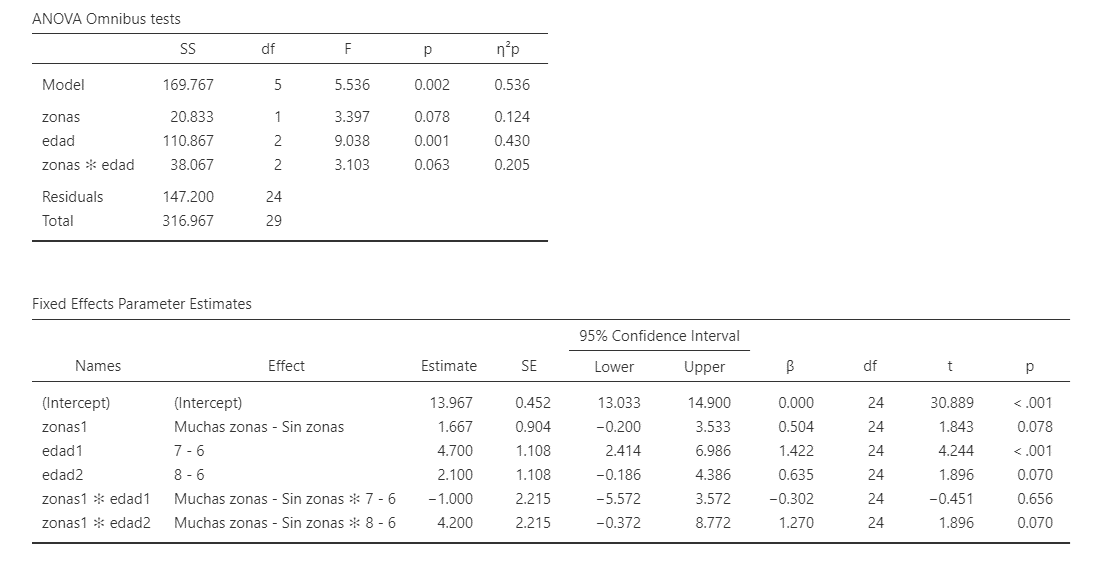 ANOVA Omnibus tests
SS df F p η²p
Model 169.767 5 5.536 0.002 0.536
zonas 20.833 1 3.397 0.078 0.124
edad 110.867 2 9.038 0.001 0.430
zonas ✻ edad 38.067 2 3.103 0.063 0.205
Residuals 147.200 24
Total 316.967 29
Fixed Effects Parameter Estimates
95% Confidence Interval
Names Effect Estimate SE Lower Upper β df t p
(Intercept) (Intercept) 13.967 0.452 13.033 14.900 0.000 24 30.889 < .001
zonas1 Muchas zonas - Sin zonas 1.667 0.904 −0.200 3.533 0.504 24 1.843 0.078
edad1 7 - 6 4.700 1.108 2.414 6.986 1.422 24 4.244 < .001
edad2 8 - 6 2.100 1.108 −0.186 4.386 0.635 24 1.896 0.070
zonas1 ✻ edad1 Muchas zonas - Sin zonas ✻ 7 - 6 −1.000 2.215 −5.572 3.572 −0.302 24 −0.451 0.656
zonas1 ✻ edad2 Muchas zonas - Sin zonas ✻ 8 - 6 4.200 2.215 −0.372 8.772 1.270 24 1.896 0.070